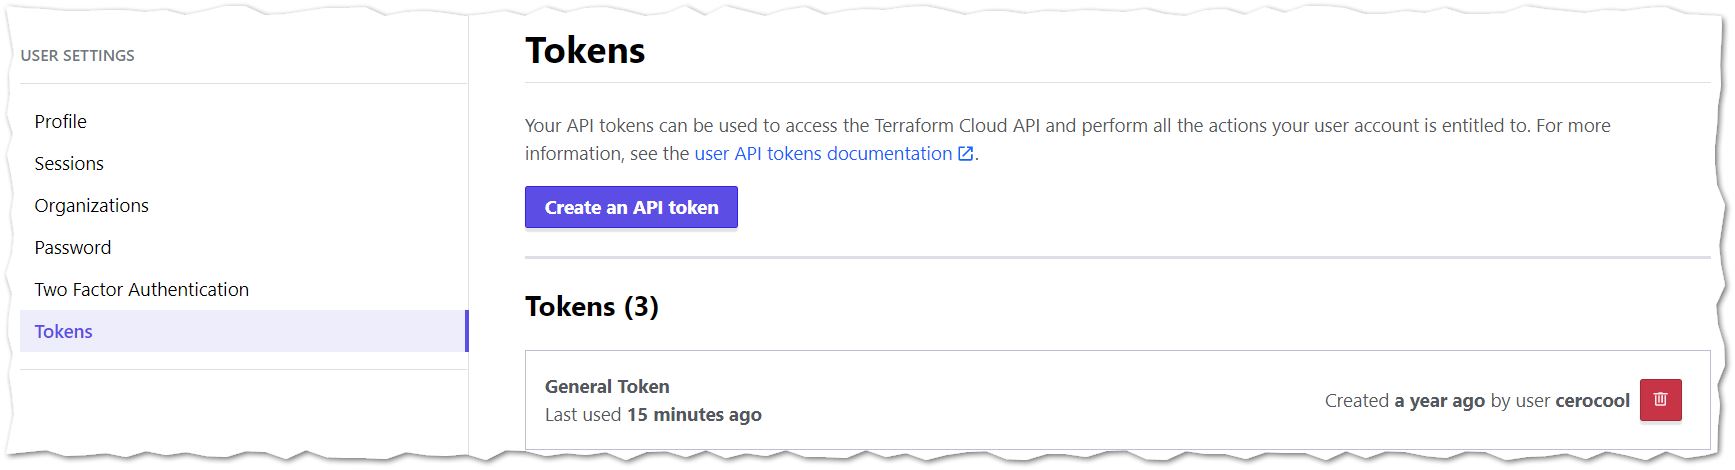 USER SETTINGS
Profile
Sessions
Organizations
Password
Two Factor Authentication
Tokens
Tokens
Your API tokens can be used to access the Terraform Cloud API and perform all the actions your user account is entitled to. For more
information, see the user API tokens documentation.
Create an API token
Tokens (3)
General Token
Last used 15 minutes ago
Created a year ago by user cerocool